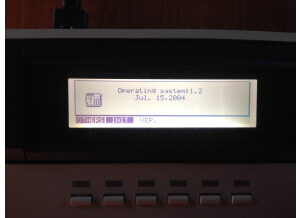 Operating system:1.2
Jul. 15.2004
OTHERS INIT VER.